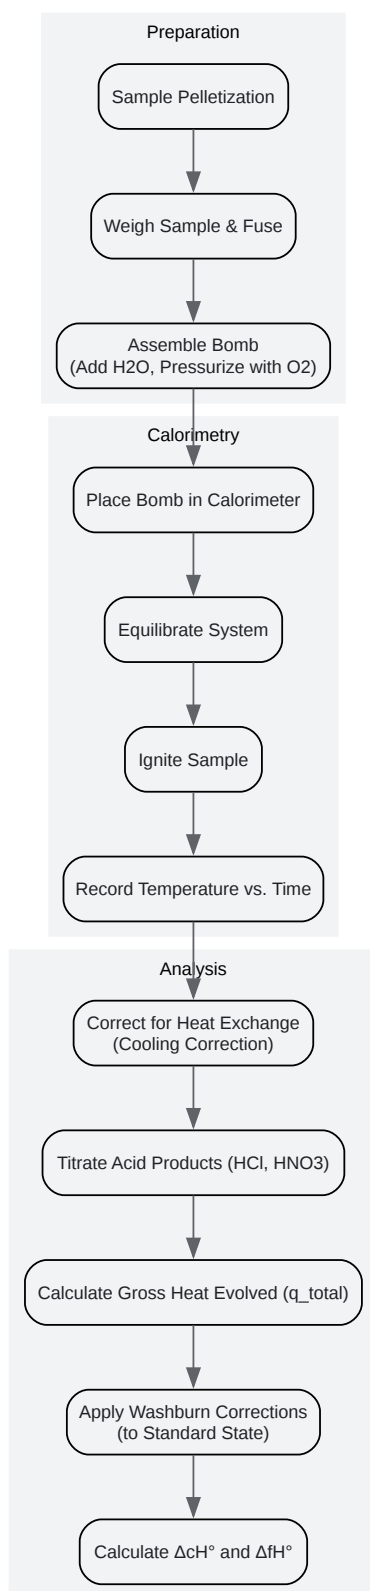 Preparation
Sample Pelletization
Weigh Sample & Fuse
Assemble Bomb
(Add H2O, Pressurize with O2)
Calorimetry
Place Bomb in Calorimeter
Equilibrate System
Ignite Sample
Record Temperature vs. Time
Analysis
Correct for Heat Exchange
(Cooling Correction)
Titrate Acid Products (HCl, HNO3)
Calculate Gross Heat Evolved (q_total)
Apply Washburn Corrections
(to Standard State)
Calculate ΔcH° and ΔfH°